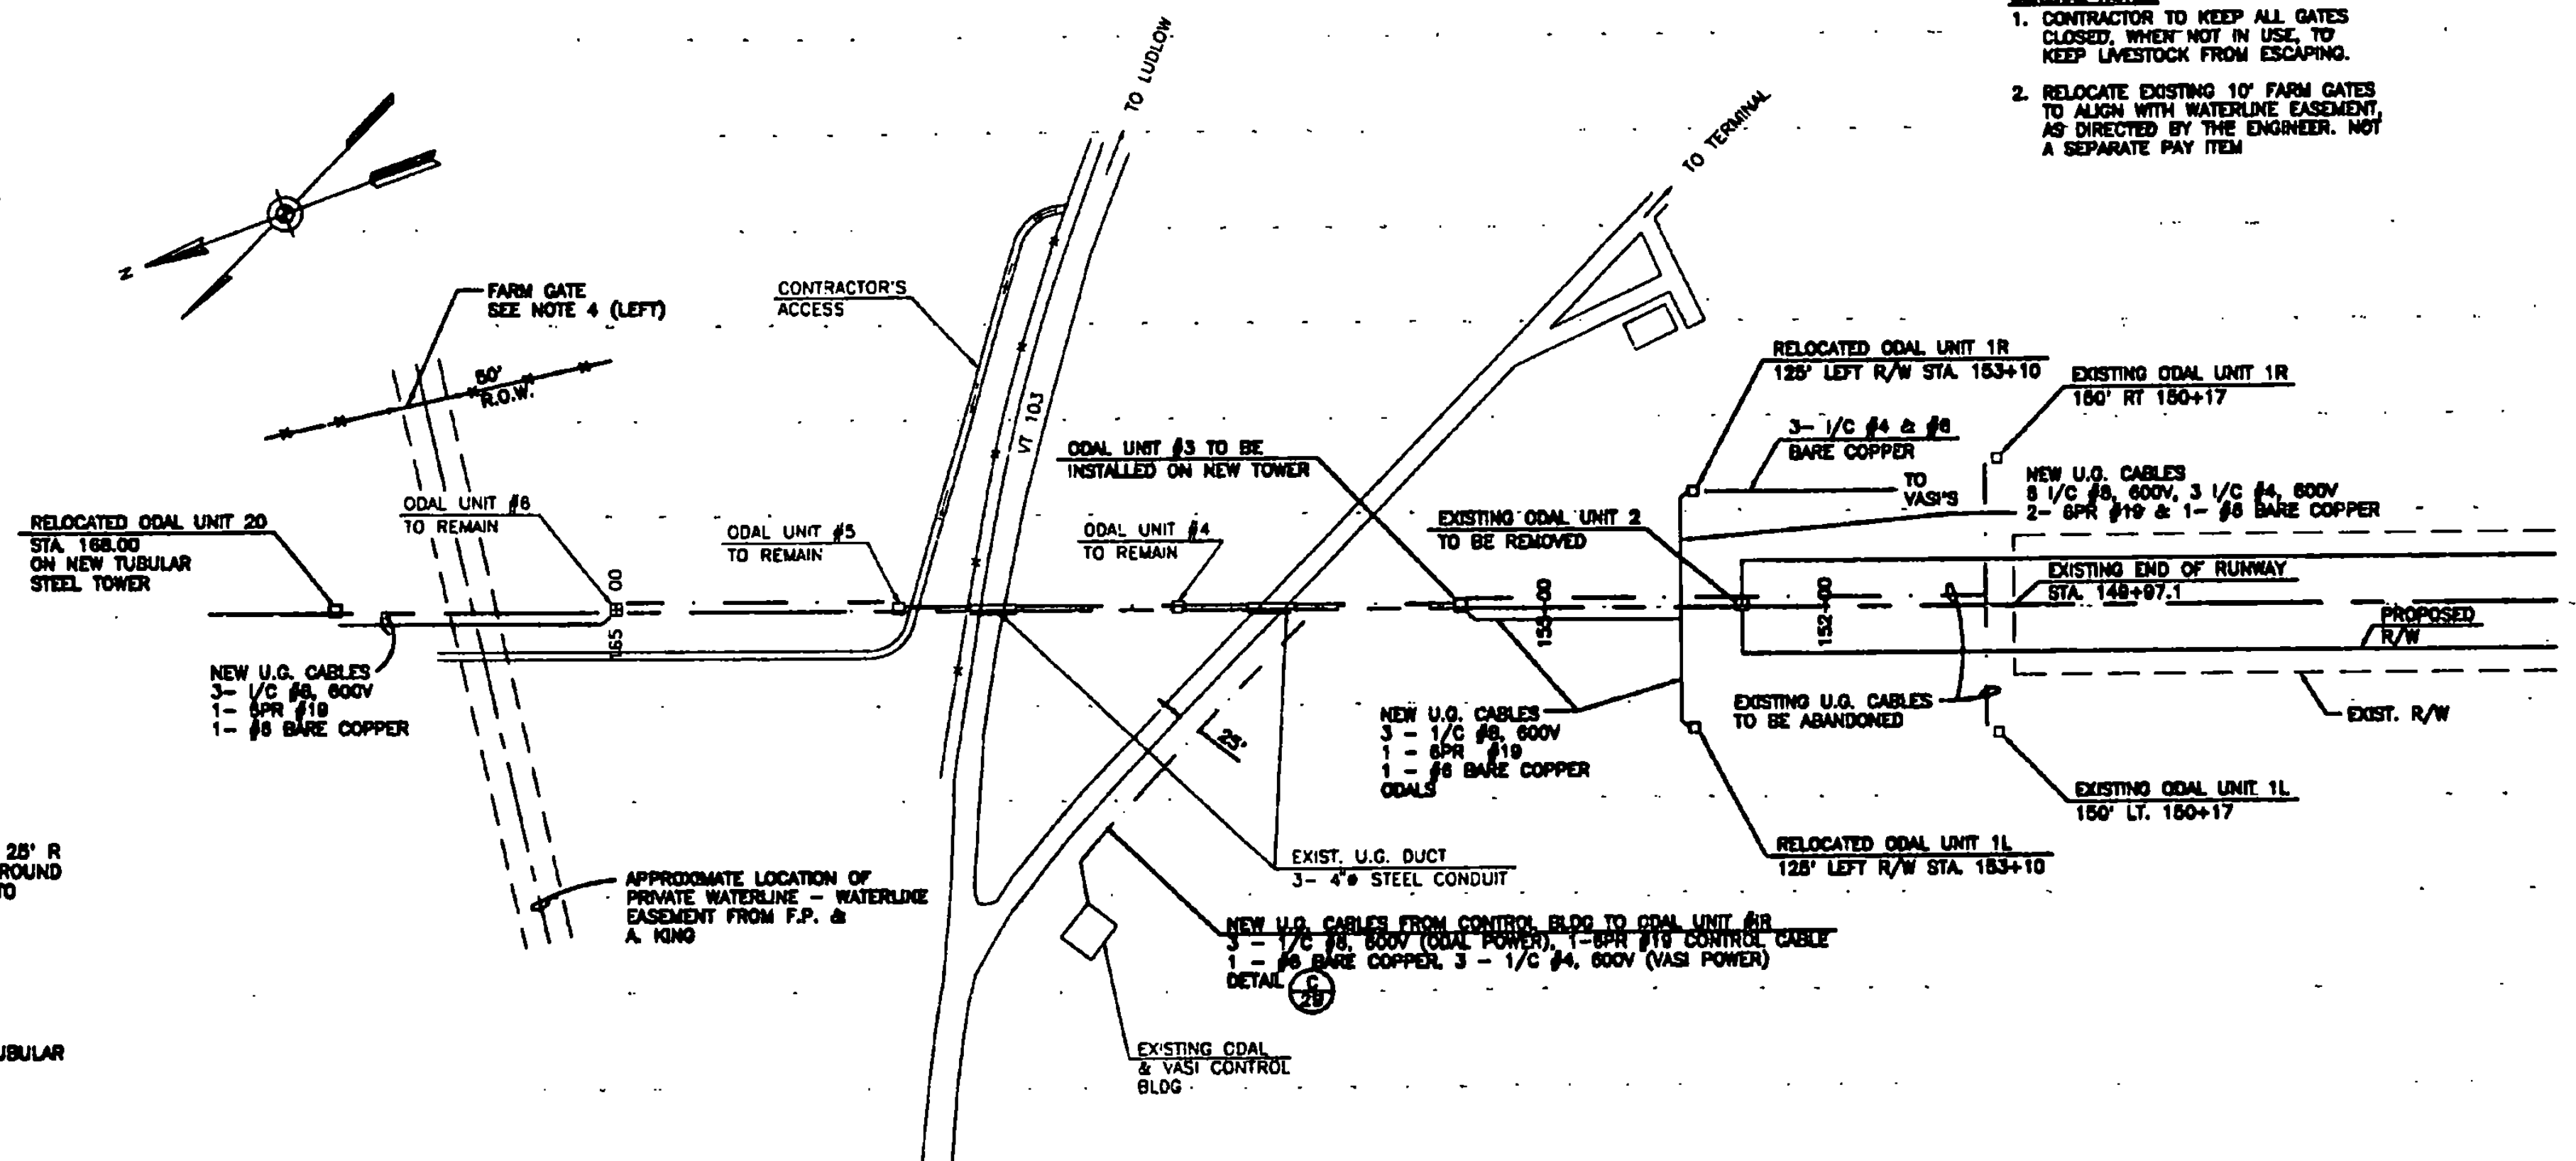 1. CONTRACTOR TO KEEP ALL GATES
CLOSED, WHEN NOT IN USE, TO
KEEP LIVESTOCK FROM ESCAPING.
2. RELOCATE EXISTING 10' FARM GATES
TO ALIGN WITH WATERLINE EASEMENT,
AS DIRECTED BY THE ENGINEER. NOT
A SEPARATE PAY ITEM
TO LUDLOW
TO TERMINAL
N
FARM GATE
SEE NOTE 4 (LEFT)
CONTRACTOR'S
ACCESS
50'
R.O.W.
VT 103
RELOCATED ODAL UNIT 1R
125' LEFT R/W STA. 153+10
EXISTING ODAL UNIT 1R
150' RT 150+17
3- 1/C #4 & #6
BARE COPPER
TO
VASI'S
NEW U.G. CABLES
6 1/C #8, 600V, 3 1/C #4, 600V
2- 6PR #19 & 1- #6 BARE COPPER
ODAL UNIT #3 TO BE
INSTALLED ON NEW TOWER
EXISTING ODAL UNIT 2
TO BE REMOVED
ODAL UNIT #6
TO REMAIN
ODAL UNIT #5
TO REMAIN
ODAL UNIT #4
TO REMAIN
RELOCATED ODAL UNIT 20
STA. 168.00
ON NEW TUBULAR
STEEL TOWER
165 00
155-00
152-00
EXISTING END OF RUNWAY
STA. 149+97.1
PROPOSED
R/W
NEW U.G. CABLES
3- 1/C #8, 600V
1- 6PR #19
1- #6 BARE COPPER
NEW U.G. CABLES
3 - 1/C #8, 600V
1 - 6PR #19
1 - #6 BARE COPPER
ODALS
EXISTING U.G. CABLES
TO BE ABANDONED
EXIST. R/W
25'
EXISTING ODAL UNIT 1L
150' LT. 150+17
RELOCATED ODAL UNIT 1L
125' LEFT R/W STA. 153+10
EXIST. U.G. DUCT
3- 4"ø STEEL CONDUIT
25' R
ROUND
TO
APPROXIMATE LOCATION OF
PRIVATE WATERLINE - WATERLINE
EASEMENT FROM F.P. &
A. KING
NEW U.G. CABLES FROM CONTROL BLDG TO ODAL UNIT #1R
3 - 1/C #8, 600V (ODAL POWER), 1-6PR #19 CONTROL CABLE
1 - #6 BARE COPPER, 3 - 1/C #4, 600V (VASI POWER)
DETAIL C
29
UBULAR
EXISTING ODAL
& VASI CONTROL
BLDG